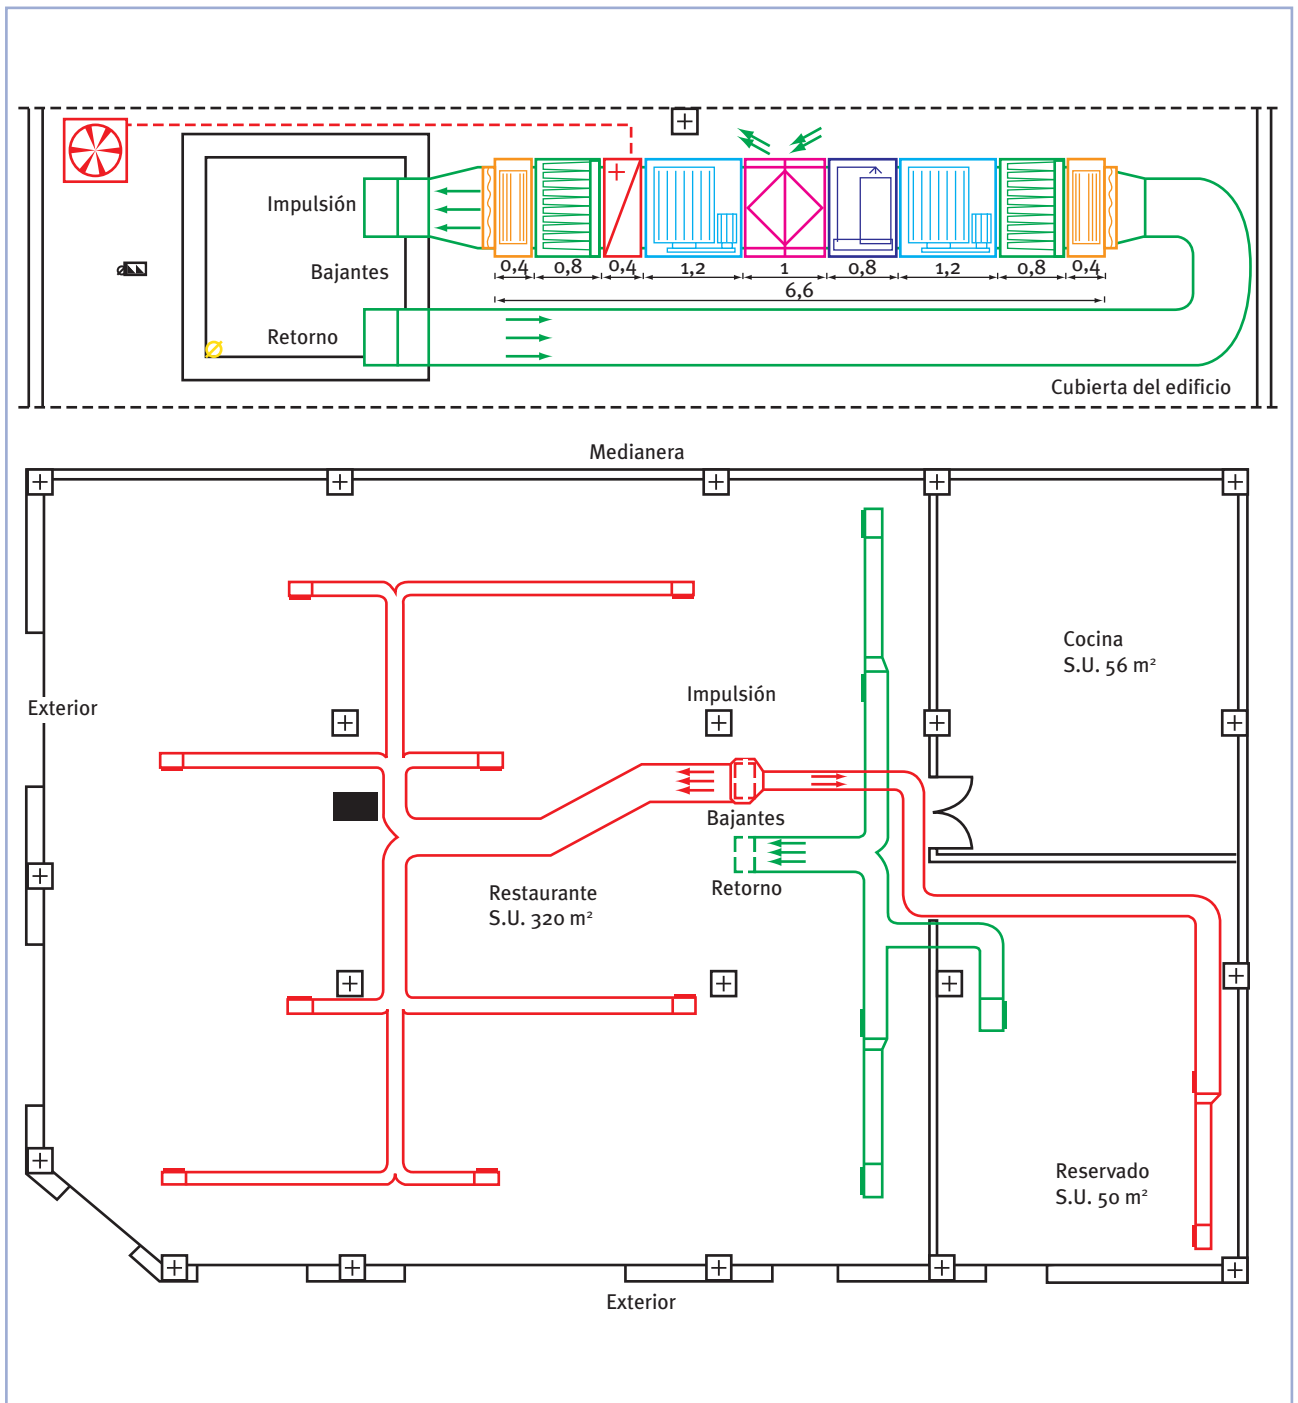 Impulsión
Bajantes
Retorno
0,4 0,8 0,4 1,2 1 0,8 1,2 0,8 0,4
6,6
Cubierta del edificio
Medianera
Cocina
S.U. 56 m²
Exterior
Impulsión
Bajantes
Retorno
Restaurante
S.U. 320 m²
Reservado
S.U. 50 m²
Exterior